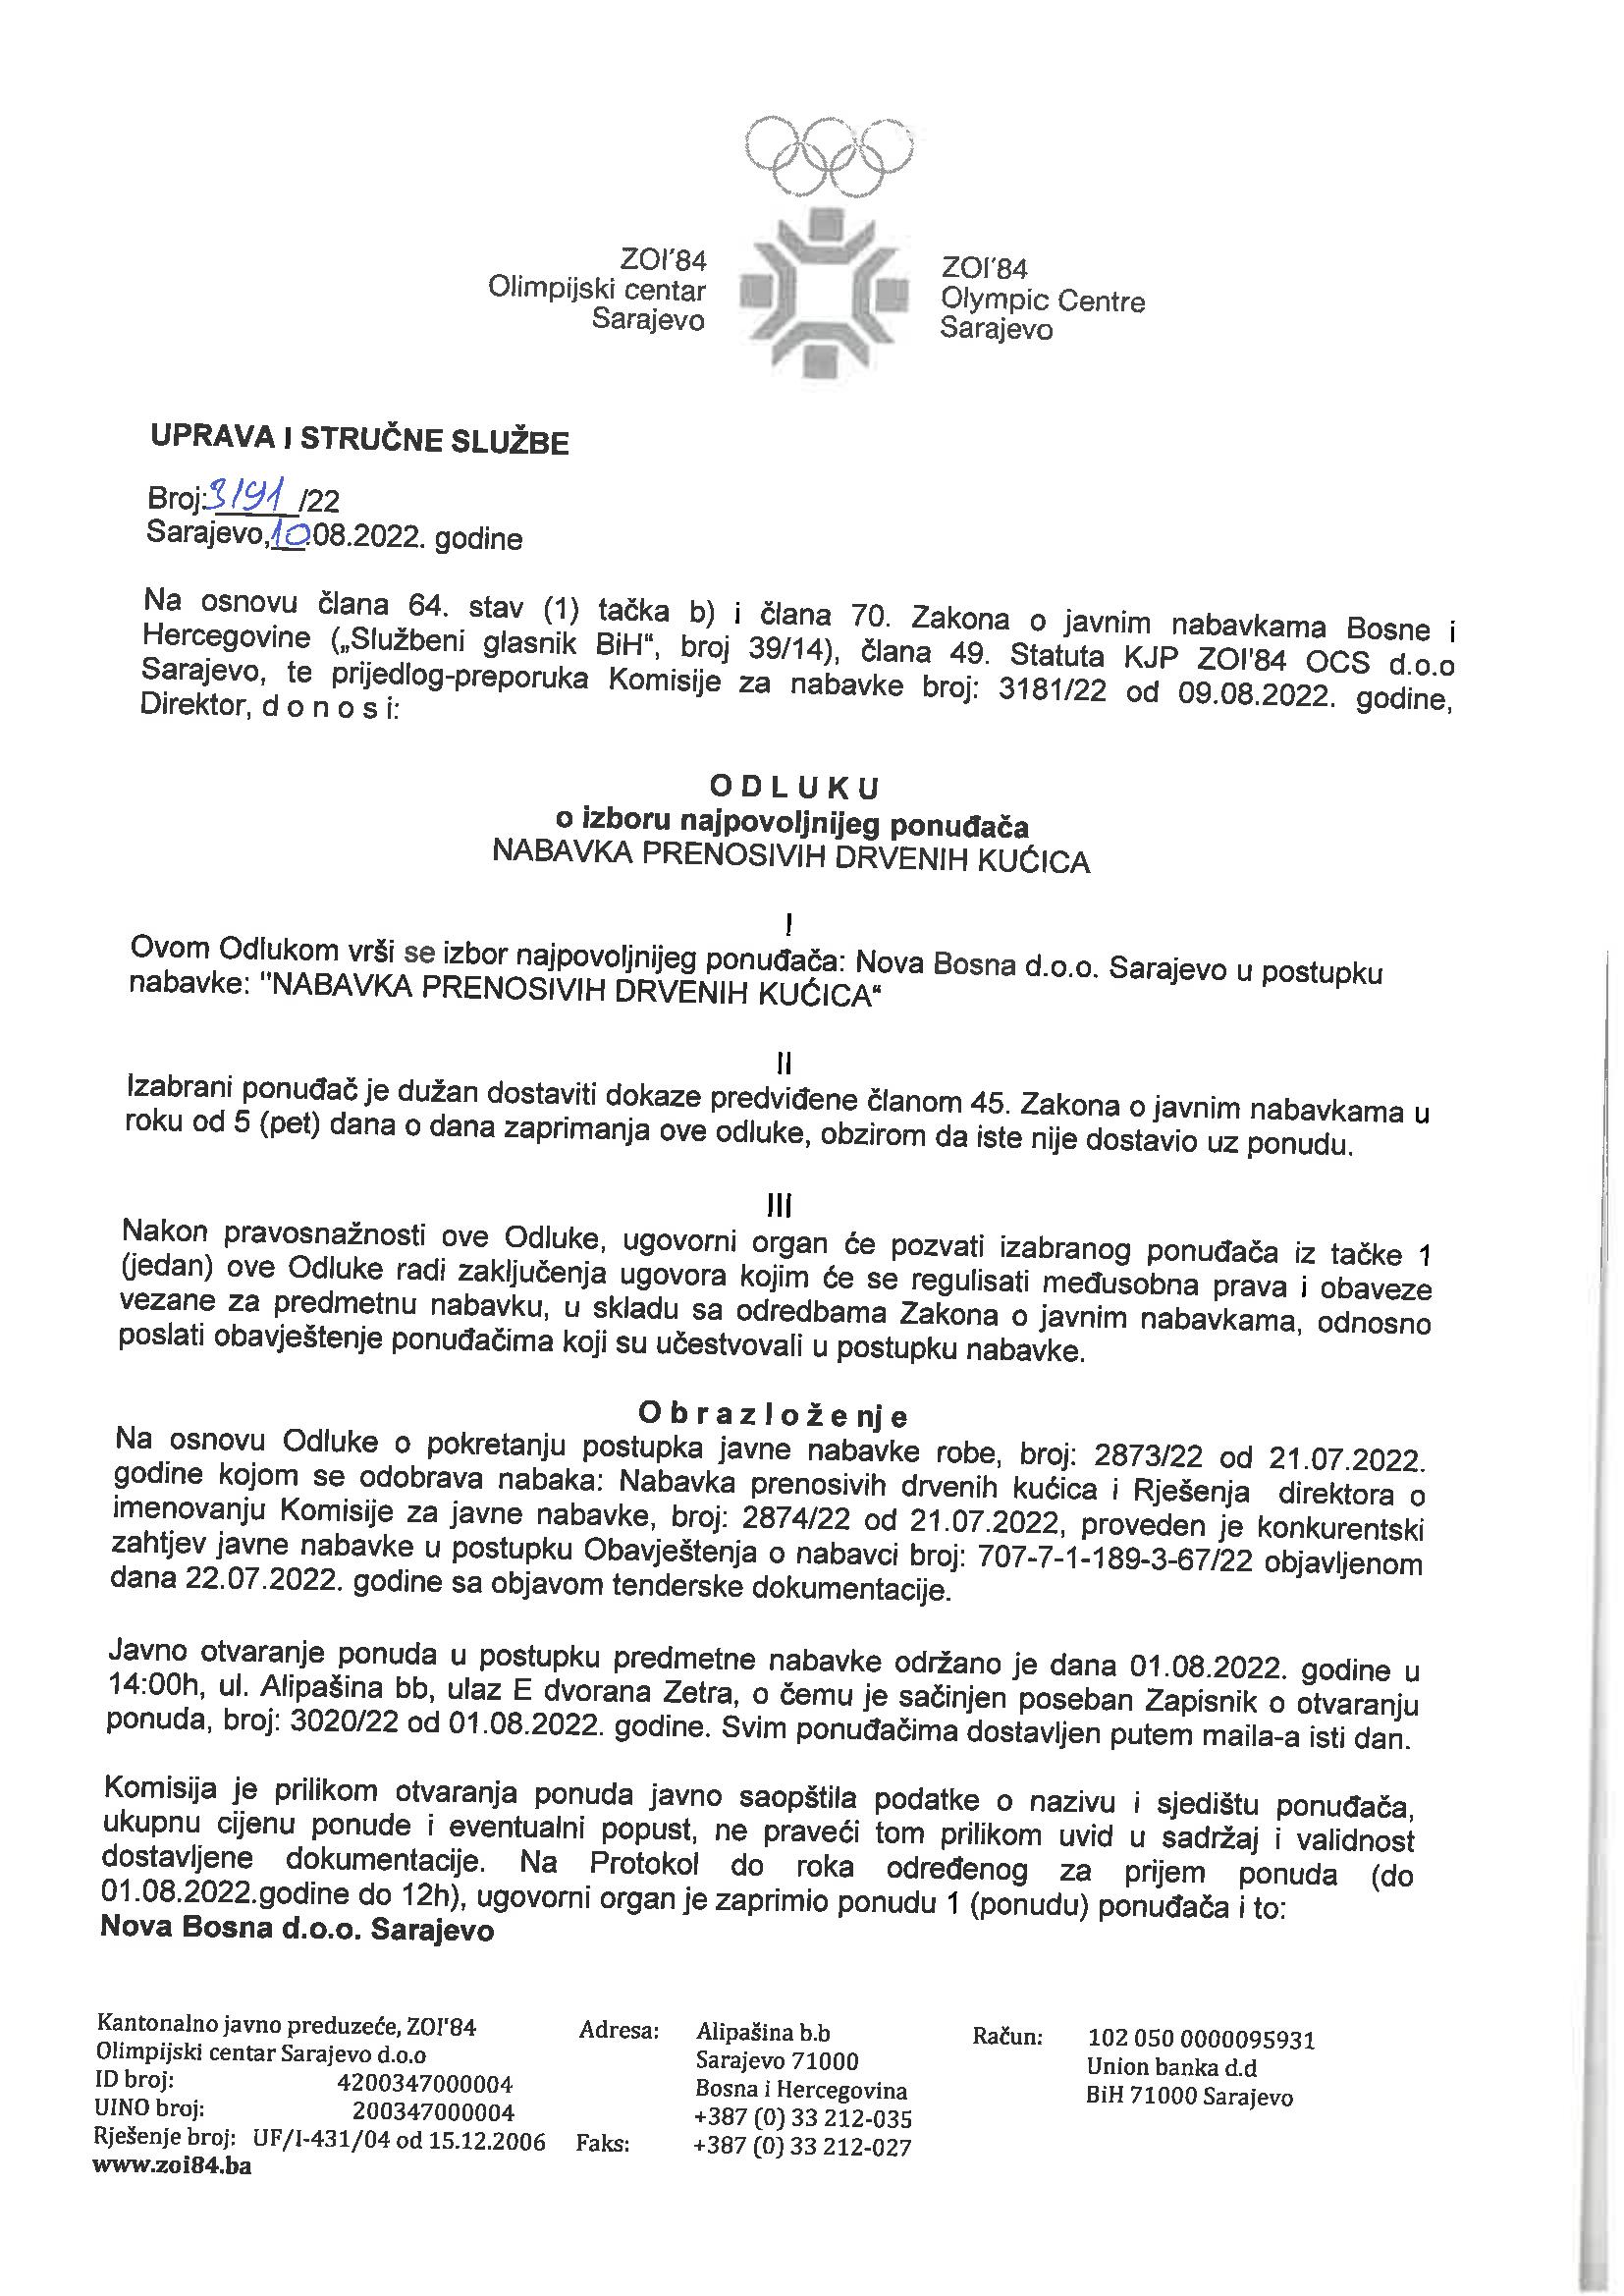 ZOI'84
Olimpijski centar
Sarajevo
ZOI'84
Olympic Centre
Sarajevo
UPRAVA I STRUČNE SLUŽBE
Broj: 3191 /22
Sarajevo, 10.08.2022. godine
Na osnovu člana 64. stav (1) tačka b) i člana 70. Zakona o javnim nabavkama Bosne i
Hercegovine („Službeni glasnik BiH“, broj 39/14), člana 49. Statuta KJP ZOI'84 OCS d.o.o
Sarajevo, te prijedlog-preporuka Komisije za nabavke broj: 3181/22 od 09.08.2022. godine,
Direktor, d o n o s i:
O D L U K U
o izboru najpovoljnijeg ponuđača
NABAVKA PRENOSIVIH DRVENIH KUĆICA
I
Ovom Odlukom vrši se izbor najpovoljnijeg ponuđača: Nova Bosna d.o.o. Sarajevo u postupku
nabavke: "NABAVKA PRENOSIVIH DRVENIH KUĆICA“
II
Izabrani ponuđač je dužan dostaviti dokaze predviđene članom 45. Zakona o javnim nabavkama u
roku od 5 (pet) dana o dana zaprimanja ove odluke, obzirom da iste nije dostavio uz ponudu.
III
Nakon pravosnažnosti ove Odluke, ugovorni organ će pozvati izabranog ponuđača iz tačke 1
(jedan) ove Odluke radi zaključenja ugovora kojim će se regulisati međusobna prava i obaveze
vezane za predmetnu nabavku, u skladu sa odredbama Zakona o javnim nabavkama, odnosno
poslati obavještenje ponuđačima koji su učestvovali u postupku nabavke.
O b r a z l o ž e nj e
Na osnovu Odluke o pokretanju postupka javne nabavke robe, broj: 2873/22 od 21.07.2022.
godine kojom se odobrava nabaka: Nabavka prenosivih drvenih kućica i Rješenja direktora o
imenovanju Komisije za javne nabavke, broj: 2874/22 od 21.07.2022, proveden je konkurentski
zahtjev javne nabavke u postupku Obavještenja o nabavci broj: 707-7-1-189-3-67/22 objavljenom
dana 22.07.2022. godine sa objavom tenderske dokumentacije.
Javno otvaranje ponuda u postupku predmetne nabavke održano je dana 01.08.2022. godine u
14:00h, ul. Alipašina bb, ulaz E dvorana Zetra, o čemu je sačinjen poseban Zapisnik o otvaranju
ponuda, broj: 3020/22 od 01.08.2022. godine. Svim ponuđačima dostavljen putem maila-a isti dan.
Komisija je prilikom otvaranja ponuda javno saopštila podatke o nazivu i sjedištu ponuđača,
ukupnu cijenu ponude i eventualni popust, ne praveći tom prilikom uvid u sadržaj i validnost
dostavljene dokumentacije. Na Protokol do roka određenog za prijem ponuda (do
01.08.2022.godine do 12h), ugovorni organ je zaprimio ponudu 1 (ponudu) ponuđača i to:
Nova Bosna d.o.o. Sarajevo
Kantonalno javno preduzeće, ZOI'84
Olimpijski centar Sarajevo d.o.o
ID broj: 4200347000004
UINO broj: 200347000004
Rješenje broj: UF/I-431/04 od 15.12.2006
www.zoi84.ba
Adresa: Alipašina b.b
Sarajevo 71000
Bosna i Hercegovina
+387 (0) 33 212-035
Faks: +387 (0) 33 212-027
Račun: 102 050 0000095931
Union banka d.d
BiH 71000 Sarajevo